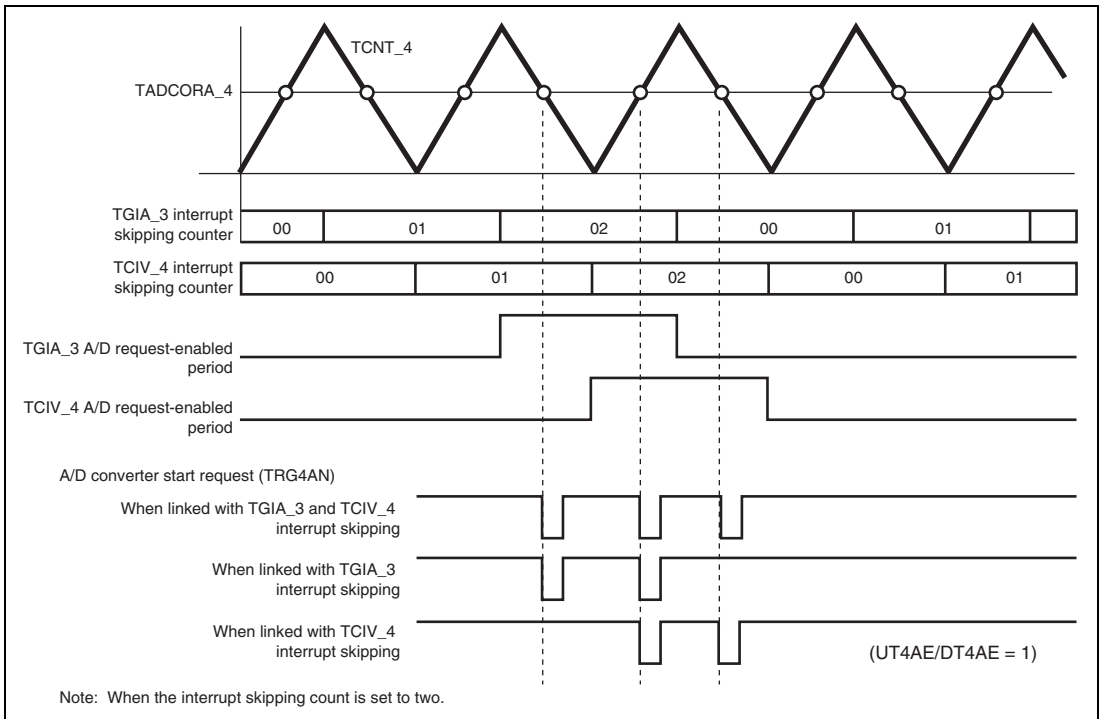 TCNT_4
TADCORA_4
TGIA_3 interrupt
skipping counter
00 01 02 00 01
TCIV_4 interrupt
skipping counter
00 01 02 00 01
TGIA_3 A/D request-enabled
period
TCIV_4 A/D request-enabled
period
A/D converter start request (TRG4AN)
When linked with TGIA_3 and TCIV_4
interrupt skipping
When linked with TGIA_3
interrupt skipping
When linked with TCIV_4
interrupt skipping
(UT4AE/DT4AE = 1)
Note: When the interrupt skipping count is set to two.